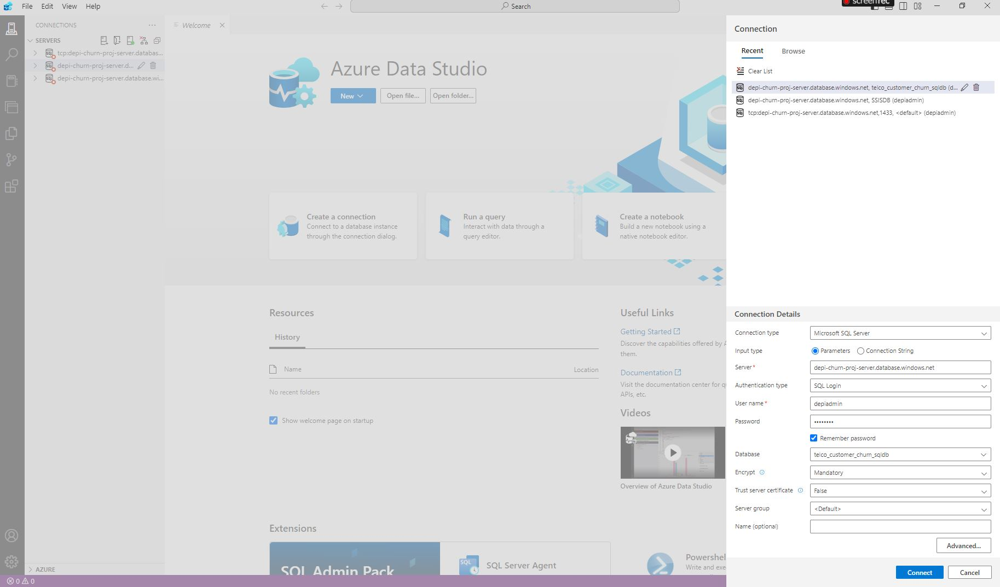 File Edit View Help
Search
screenrec
CONNECTIONS
SERVERS
tcp:depi-churn-proj-server.databas...
depi-churn-proj-server.d...
depi-churn-proj-server.database.wi...
Welcome
Azure Data Studio
New
Open file...
Open folder...
Create a connection
Connect to a database instance
through the connection dialog.
Run a query
Interact with data through a
query editor.
Create a notebook
Build a new notebook using a
native notebook editor.
Resources
History
Name Location
No recent folders
Show welcome page on startup
Useful Links
Getting Started
Discover the capabilities offered by A
them.
Documentation
Visit the documentation center for qu
APIs, etc.
Videos
Overview of Azure Data Studio
Extensions
SQL Admin Pack
SQL
SQL Server Agent
Powershel
Write and exe
AZURE
0 0
Connection
Recent Browse
Clear List
SQL depi-churn-proj-server.database.windows.net, telco_customer_churn_sqldb (d...
SQL depi-churn-proj-server.database.windows.net, SSISDB (depiadmin)
SQL tcp:depi-churn-proj-server.database.windows.net,1433, <default> (depiadmin)
Connection Details
Connection type Microsoft SQL Server
Input type Parameters Connection String
Server* depi-churn-proj-server.database.windows.net
Authentication type SQL Login
User name* depiadmin
Password ••••••••
Remember password
Database telco_customer_churn_sqldb
Encrypt Mandatory
Trust server certificate False
Server group <Default>
Name (optional)
Advanced...
Connect Cancel